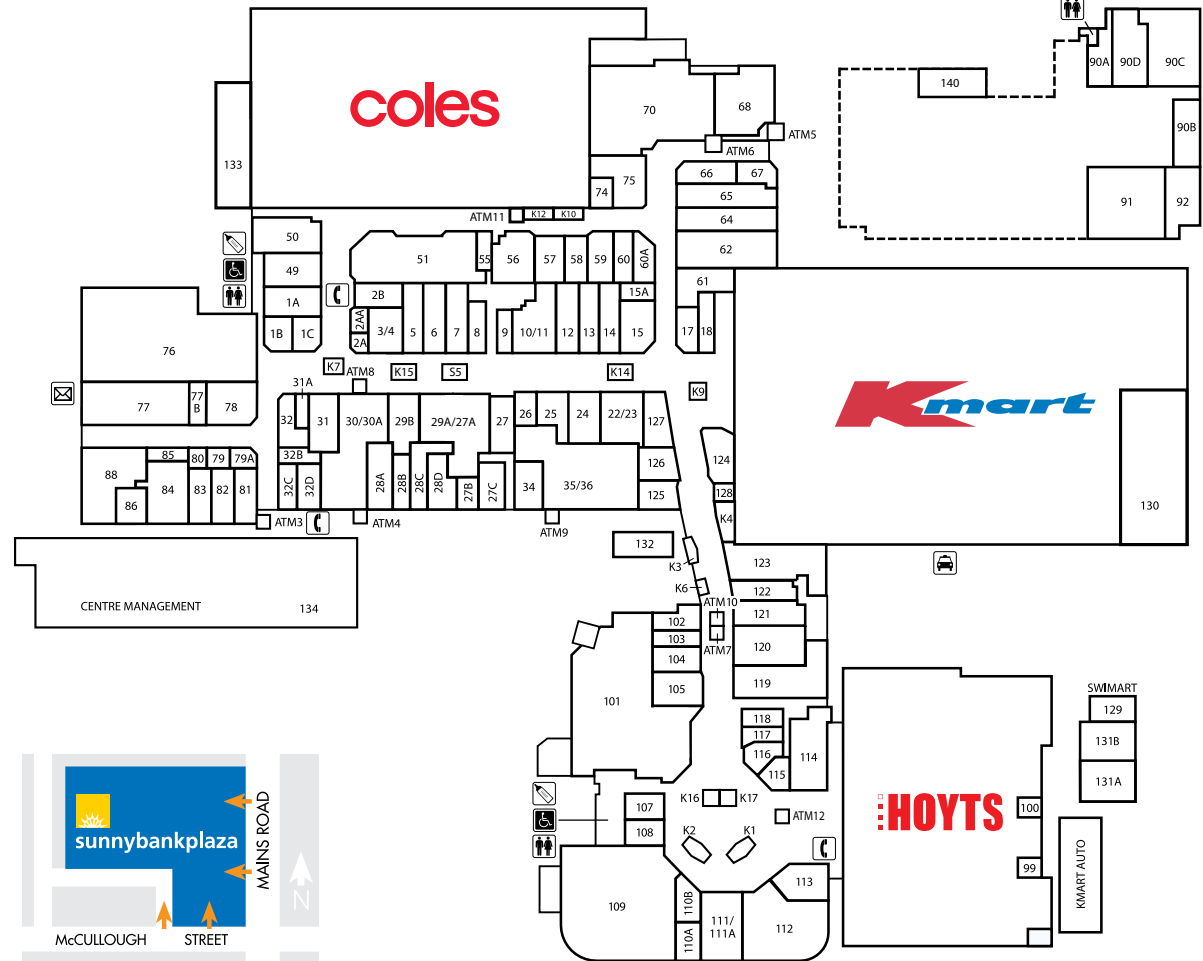 coles
70
68
ATM5
ATM6
140
90A
90D
90C
90B
91
92
133
75
74
66
67
65
64
62
61
ATM11
K12
K10
50
49
1A
1B
1C
51
55
56
57
58
59
60
60A
2B
2AA
2A
3/4
5
6
7
8
9
10/11
12
13
14
15A
15
17
18
76
77
77
B
78
K7
ATM8
K15
S5
K14
K9
Kmart
130
31A
32
31
30/30A
29B
29A/27A
27
26
25
24
22/23
127
126
125
124
128
K4
32B
32C
32D
28A
28B
28C
28D
27B
27C
34
35/36
88
85
80
79
79A
86
84
83
82
81
ATM3
ATM4
ATM9
132
K3
K6
CENTRE MANAGEMENT
134
123
122
121
120
119
ATM10
ATM7
102
103
104
105
101
118
117
116
115
114
SWIMART
129
131B
131A
HOYTS
100
99
KMART AUTO
K16
K17
ATM12
K2
K1
107
108
109
110B
110A
111/
111A
112
113
sunnybankplaza
MAINS ROAD
N
McCULLOUGH STREET